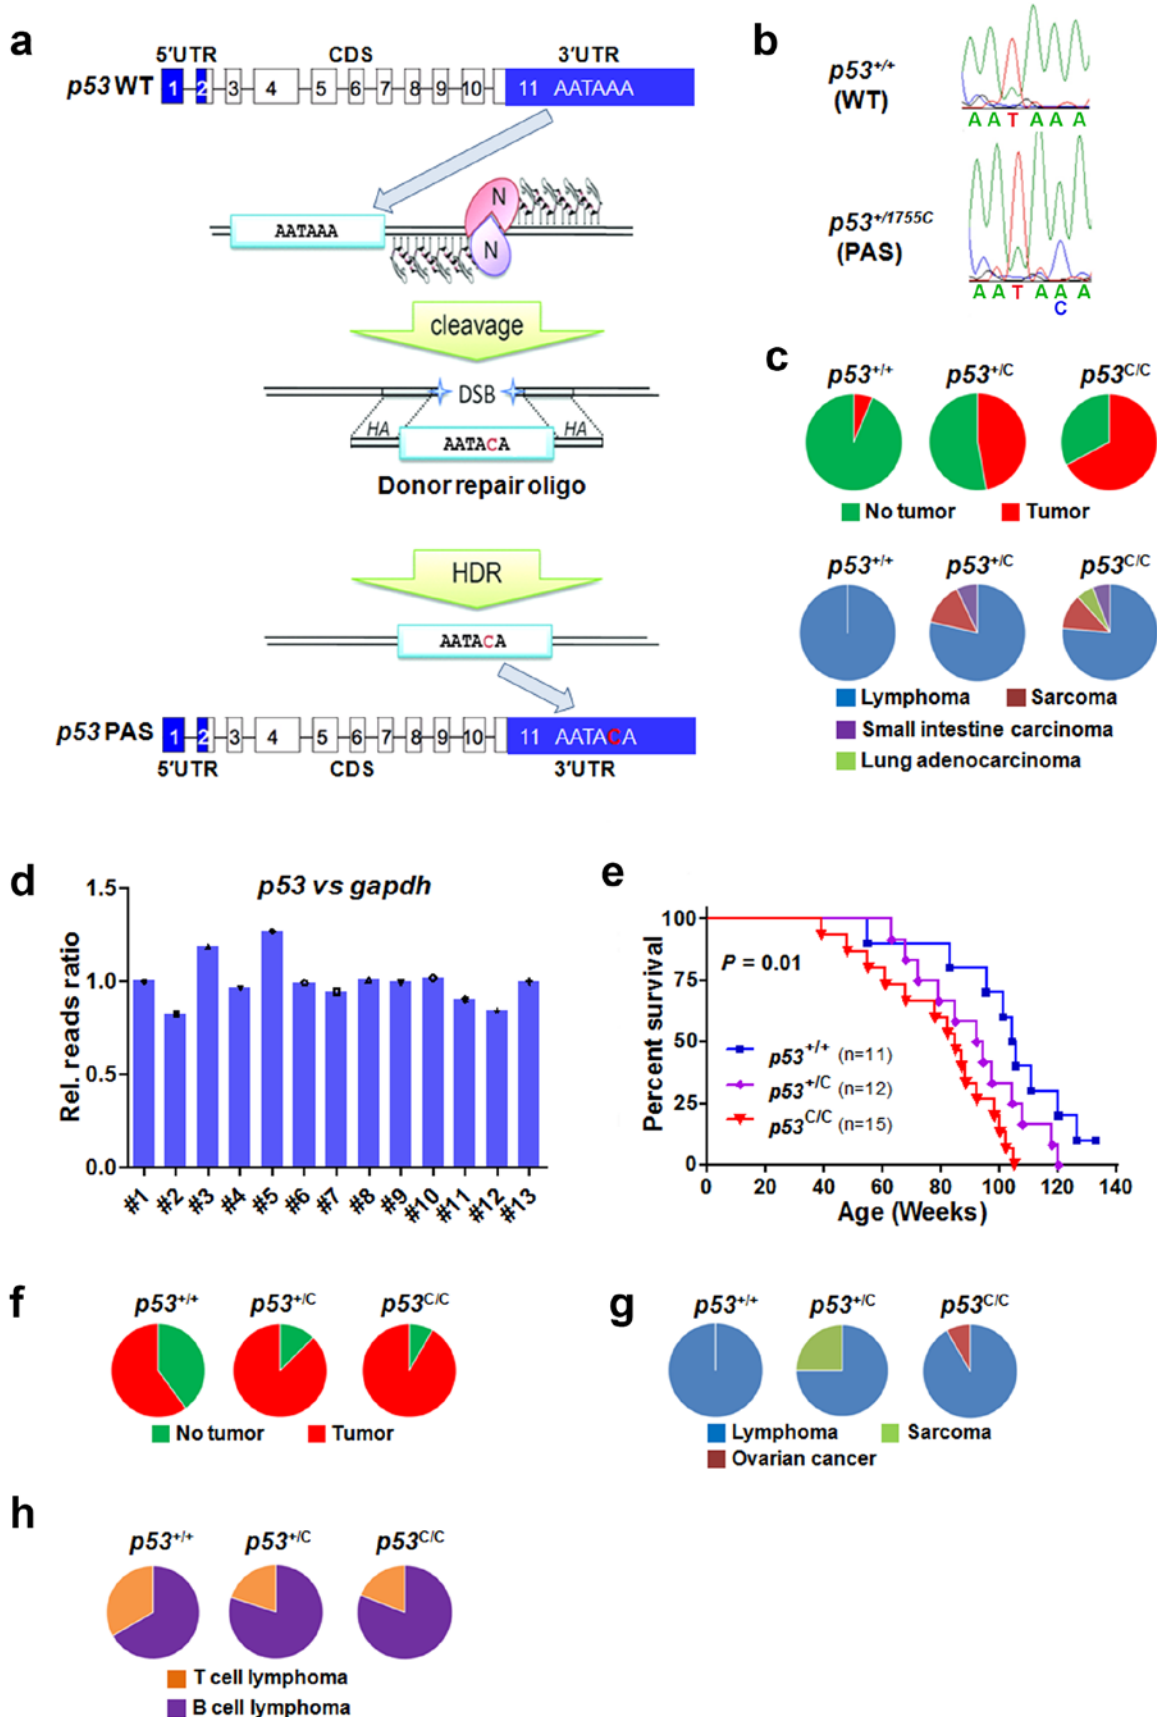 a
5'UTR CDS 3'UTR
p53 WT 1 2 3 4 5 6 7 8 9 10 11 AATAAA
AATAAA N N
cleavage
DSB
HA AATACA HA
Donor repair oligo
HDR
AATACA
p53 PAS 1 2 3 4 5 6 7 8 9 10 11 AATACA
5'UTR CDS 3'UTR
b
p53+/+
(WT)
A A T A A A
p53+/1755C
(PAS)
A A T A A A
C
c
p53+/+ p53+/C p53C/C
No tumor Tumor
p53+/+ p53+/C p53C/C
Lymphoma Sarcoma
Small intestine carcinoma
Lung adenocarcinoma
d
p53 vs gapdh
Rel. reads ratio
1.5
1.0
0.5
0.0
#1 #2 #3 #4 #5 #6 #7 #8 #9 #10 #11 #12 #13
e
Percent survival
100
75
50
25
0
P = 0.01
p53+/+ (n=11)
p53+/C (n=12)
p53C/C (n=15)
0 20 40 60 80 100 120 140
Age (Weeks)
f
p53+/+ p53+/C p53C/C
No tumor Tumor
g
p53+/+ p53+/C p53C/C
Lymphoma Sarcoma
Ovarian cancer
h
p53+/+ p53+/C p53C/C
T cell lymphoma
B cell lymphoma